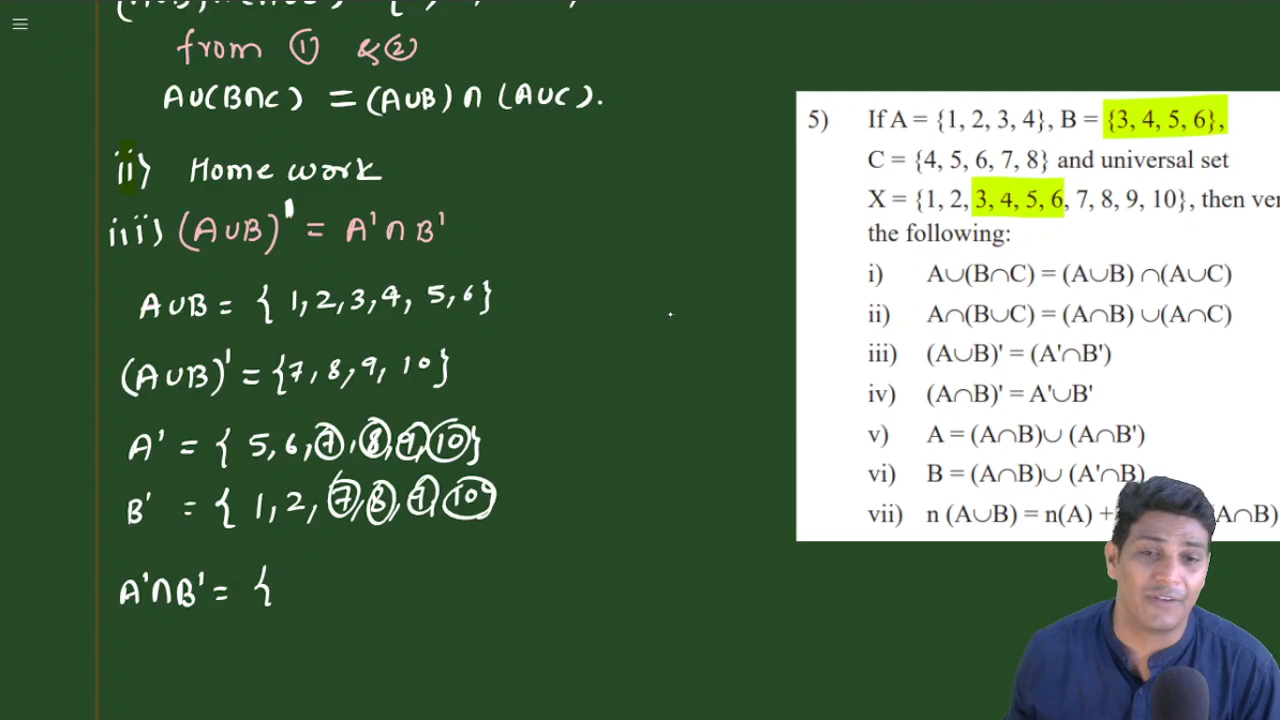 from ① & ②
A∪(B∩C) = (A∪B) ∩ (A∪C).
ii) Home work
iii) (A∪B)' = A' ∩ B'
A∪B = { 1, 2, 3, 4, 5, 6}
(A∪B)' = {7, 8, 9, 10}
A' = { 5, 6, 7, 8, 9, 10}
B' = { 1, 2, 7, 8, 9, 10
A'∩B' = {
5) If A = {1, 2, 3, 4}, B = {3, 4, 5, 6},
C = {4, 5, 6, 7, 8} and universal set
X = {1, 2, 3, 4, 5, 6, 7, 8, 9, 10}, then
the following:
i) A∪(B∩C) = (A∪B) ∩(A∪C)
ii) A∩(B∪C) = (A∩B) ∪(A∩C)
iii) (A∪B)' = (A'∩B')
iv) (A∩B)' = A'∪B'
v) A = (A∩B)∪ (A∩B')
vi) B = (A∩B)∪ (A'∩B)
vii) n (A∪B) = n(A) + (A∩B)